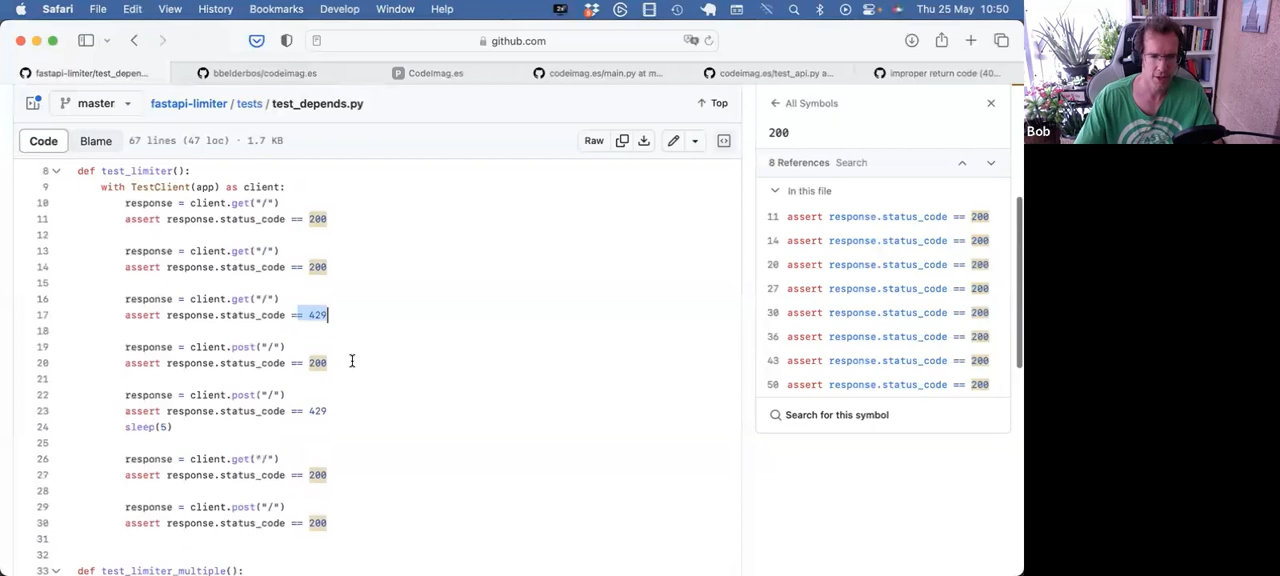 Safari File Edit View History Bookmarks Develop Window Help 2x Thu 25 May 10:50
github.com
fastapi-limiter/test_depen... bbelderbos/codeimag.es CodeImag.es codeimag.es/main.py at m... codeimag.es/test_api.py a... improper return code (40...
master fastapi-limiter / tests / test_depends.py Top
Code Blame 67 lines (47 loc) · 1.7 KB Raw
8 def test_limiter():
9 with TestClient(app) as client:
10 response = client.get("/")
11 assert response.status_code == 200
12
13 response = client.get("/")
14 assert response.status_code == 200
15
16 response = client.get("/")
17 assert response.status_code == 429
18
19 response = client.post("/")
20 assert response.status_code == 200
21
22 response = client.post("/")
23 assert response.status_code == 429
24 sleep(5)
25
26 response = client.get("/")
27 assert response.status_code == 200
28
29 response = client.post("/")
30 assert response.status_code == 200
31
32
33 def test_limiter_multiple():
All Symbols
200
8 References Search
In this file
11 assert response.status_code == 200
14 assert response.status_code == 200
20 assert response.status_code == 200
27 assert response.status_code == 200
30 assert response.status_code == 200
36 assert response.status_code == 200
43 assert response.status_code == 200
50 assert response.status_code == 200
Search for this symbol
Bob